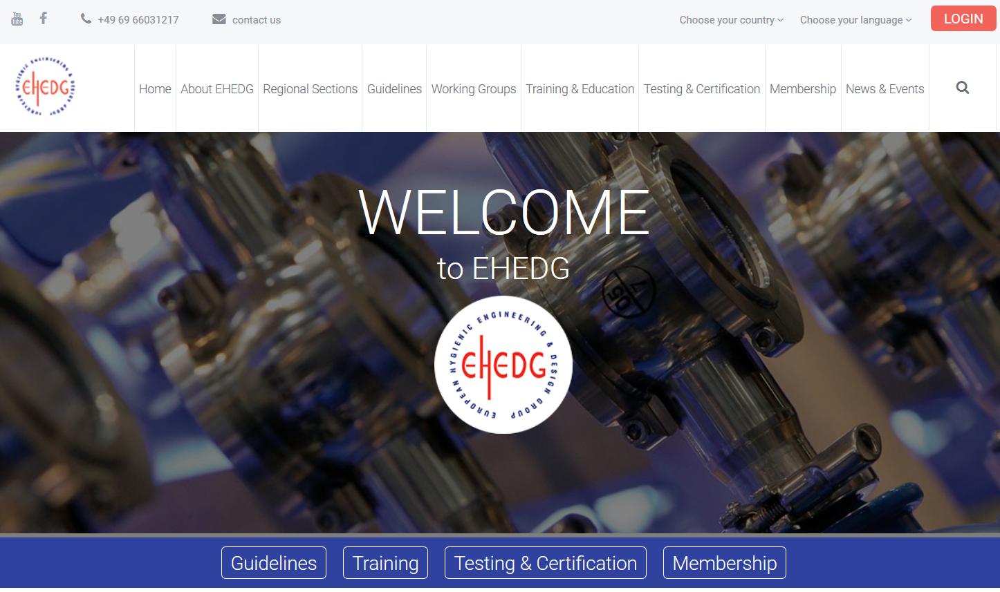 You
Tube
+49 69 66031217
contact us
Choose your country
Choose your language
LOGIN
EHEDG
Home
About EHEDG
Regional Sections
Guidelines
Working Groups
Training & Education
Testing & Certification
Membership
News & Events
WELCOME
to EHEDG
EUROPEAN HYGIENIC ENGINEERING & DESIGN GROUP
EHEDG
Guidelines
Training
Testing & Certification
Membership